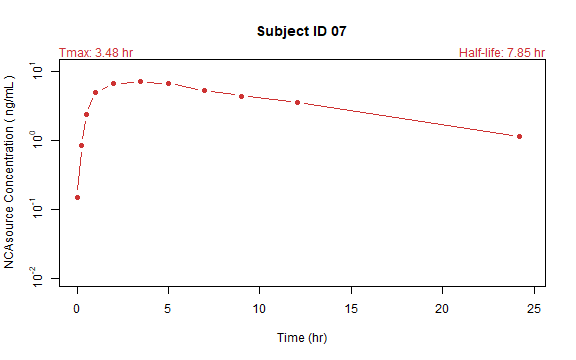 Subject ID 07
Tmax: 3.48 hr
Half-life: 7.85 hr
NCAsource Concentration ( ng/mL )
10^1
10^0
10^-1
10^-2
0 5 10 15 20 25
Time (hr)